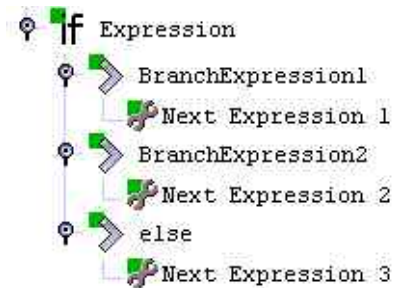 if Expression
BranchExpression1
Next Expression 1
BranchExpression2
Next Expression 2
else
Next Expression 3